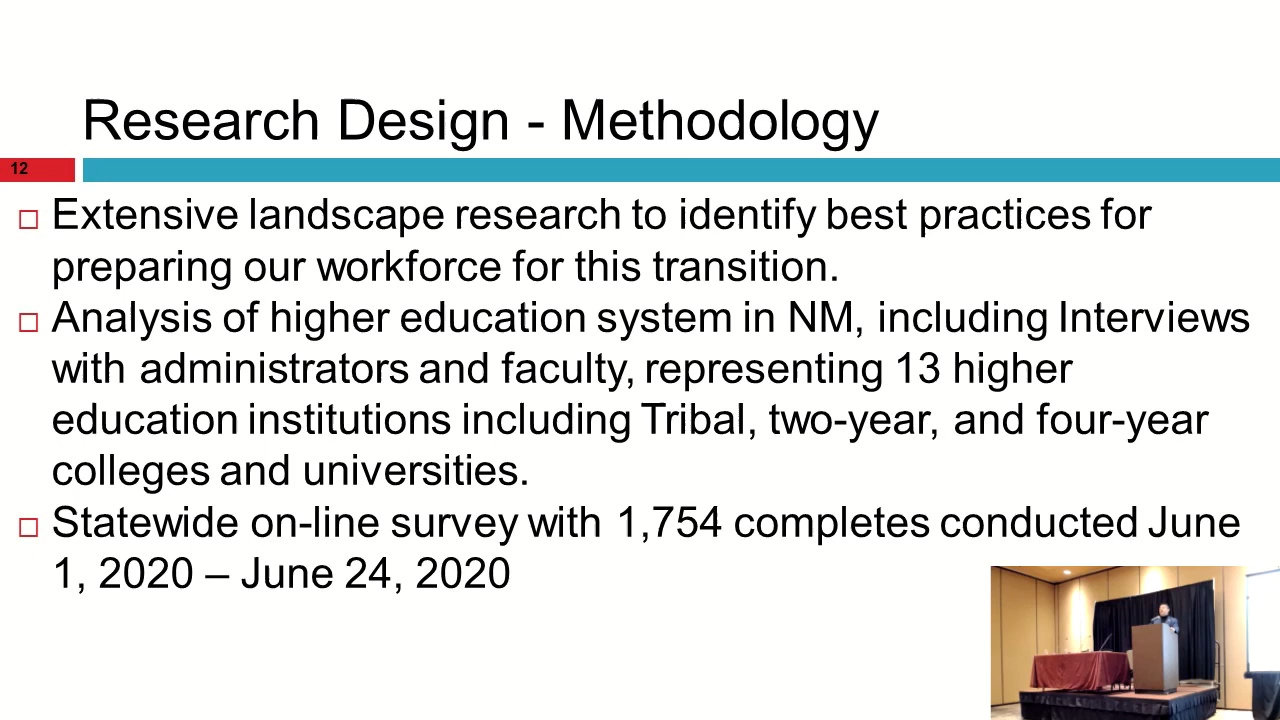 Research Design - Methodology
12
Extensive landscape research to identify best practices for
preparing our workforce for this transition.
Analysis of higher education system in NM, including Interviews
with administrators and faculty, representing 13 higher
education institutions including Tribal, two-year, and four-year
colleges and universities.
Statewide on-line survey with 1,754 completes conducted June
1, 2020 – June 24, 2020